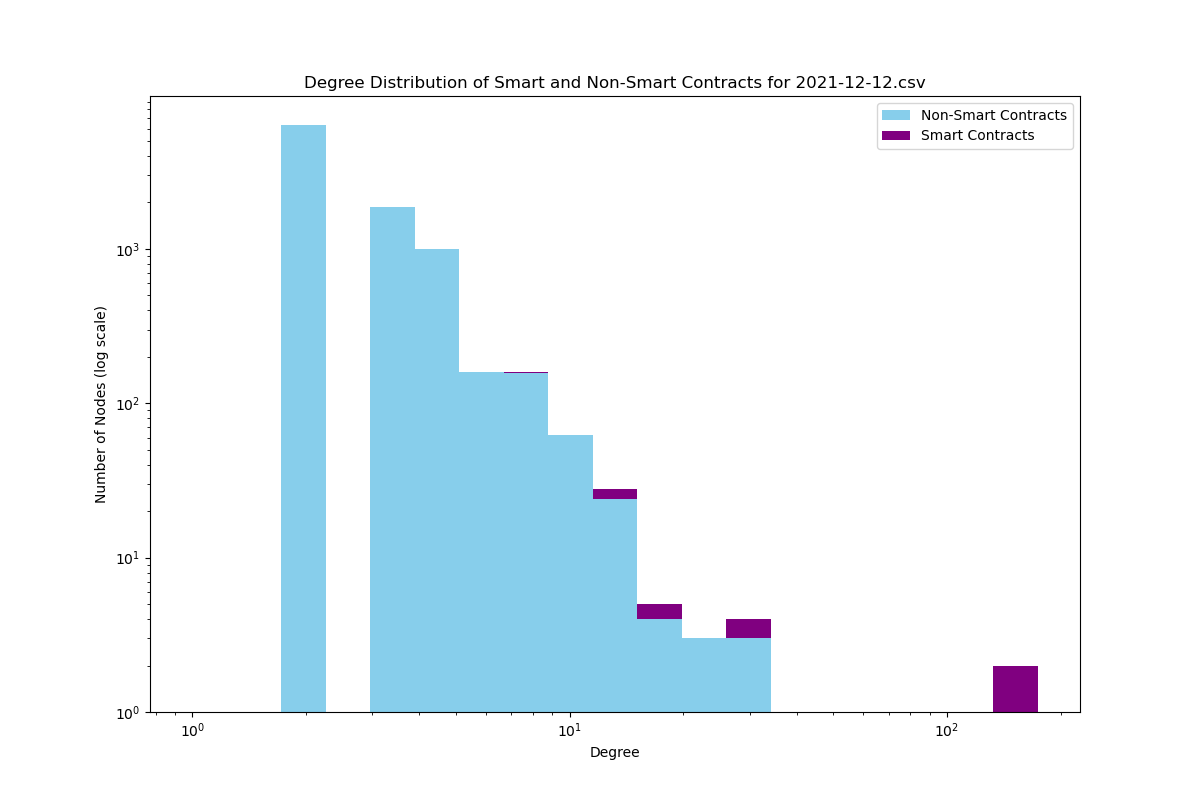 Degree Distribution of Smart and Non-Smart Contracts for 2021-12-12.csv
Non-Smart Contracts
Smart Contracts
Number of Nodes (log scale)
10³
10²
10¹
10⁰
10⁰ 10¹ 10²
Degree